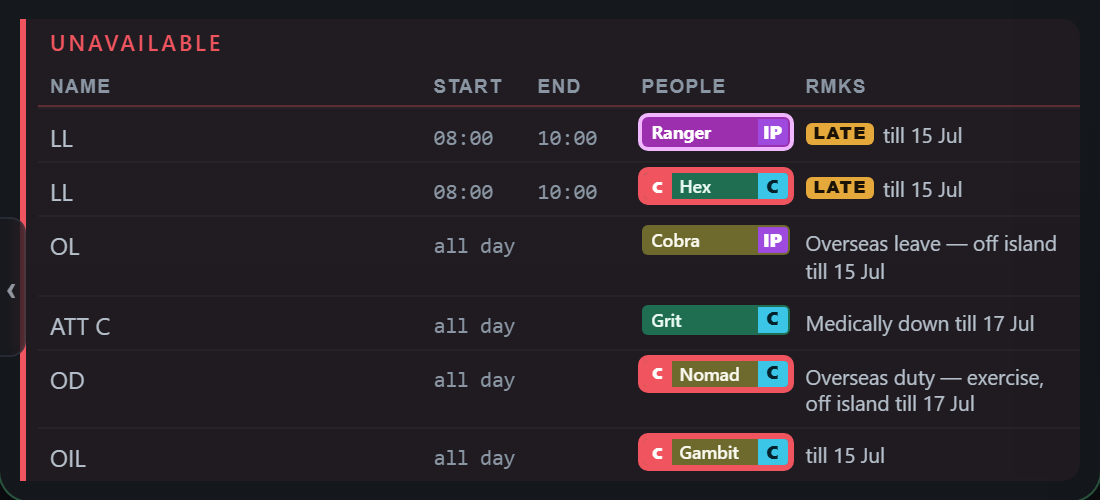 UNAVAILABLE
NAME START END PEOPLE RMKS
LL 08:00 10:00 Ranger IP LATE till 15 Jul
LL 08:00 10:00 C Hex C LATE till 15 Jul
OL all day Cobra IP Overseas leave — off island
till 15 Jul
ATT C all day Grit C Medically down till 17 Jul
OD all day C Nomad C Overseas duty — exercise,
off island till 17 Jul
OIL all day C Gambit C till 15 Jul